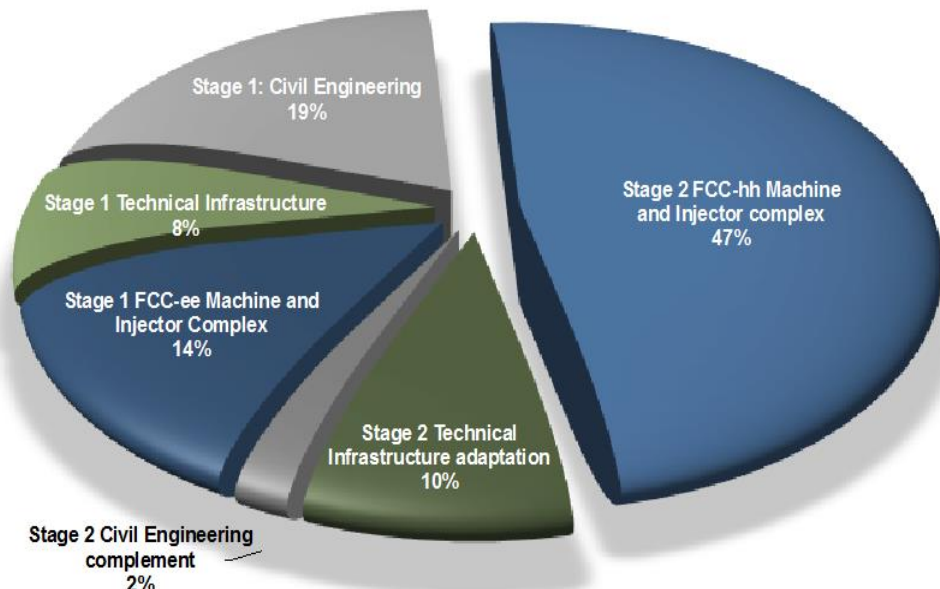 Stage 1: Civil Engineering
19%
Stage 2 FCC-hh Machine
and Injector complex
47%
Stage 1 Technical Infrastructure
8%
Stage 1 FCC-ee Machine and
Injector Complex
14%
Stage 2 Technical
Infrastructure adaptation
10%
Stage 2 Civil Engineering
complement
2%